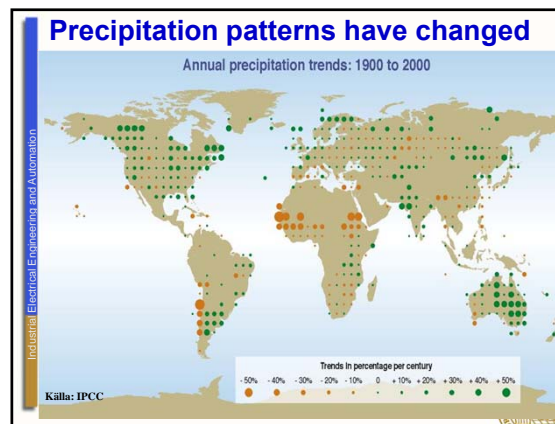 Precipitation patterns have changed
Annual precipitation trends: 1900 to 2000
Industrial Electrical Engineering and Automation
Trends in percentage per century
- 50% - 40% - 30% - 20% - 10% 0 + 10% + 20% + 30% + 40% + 50%
Källa: IPCC